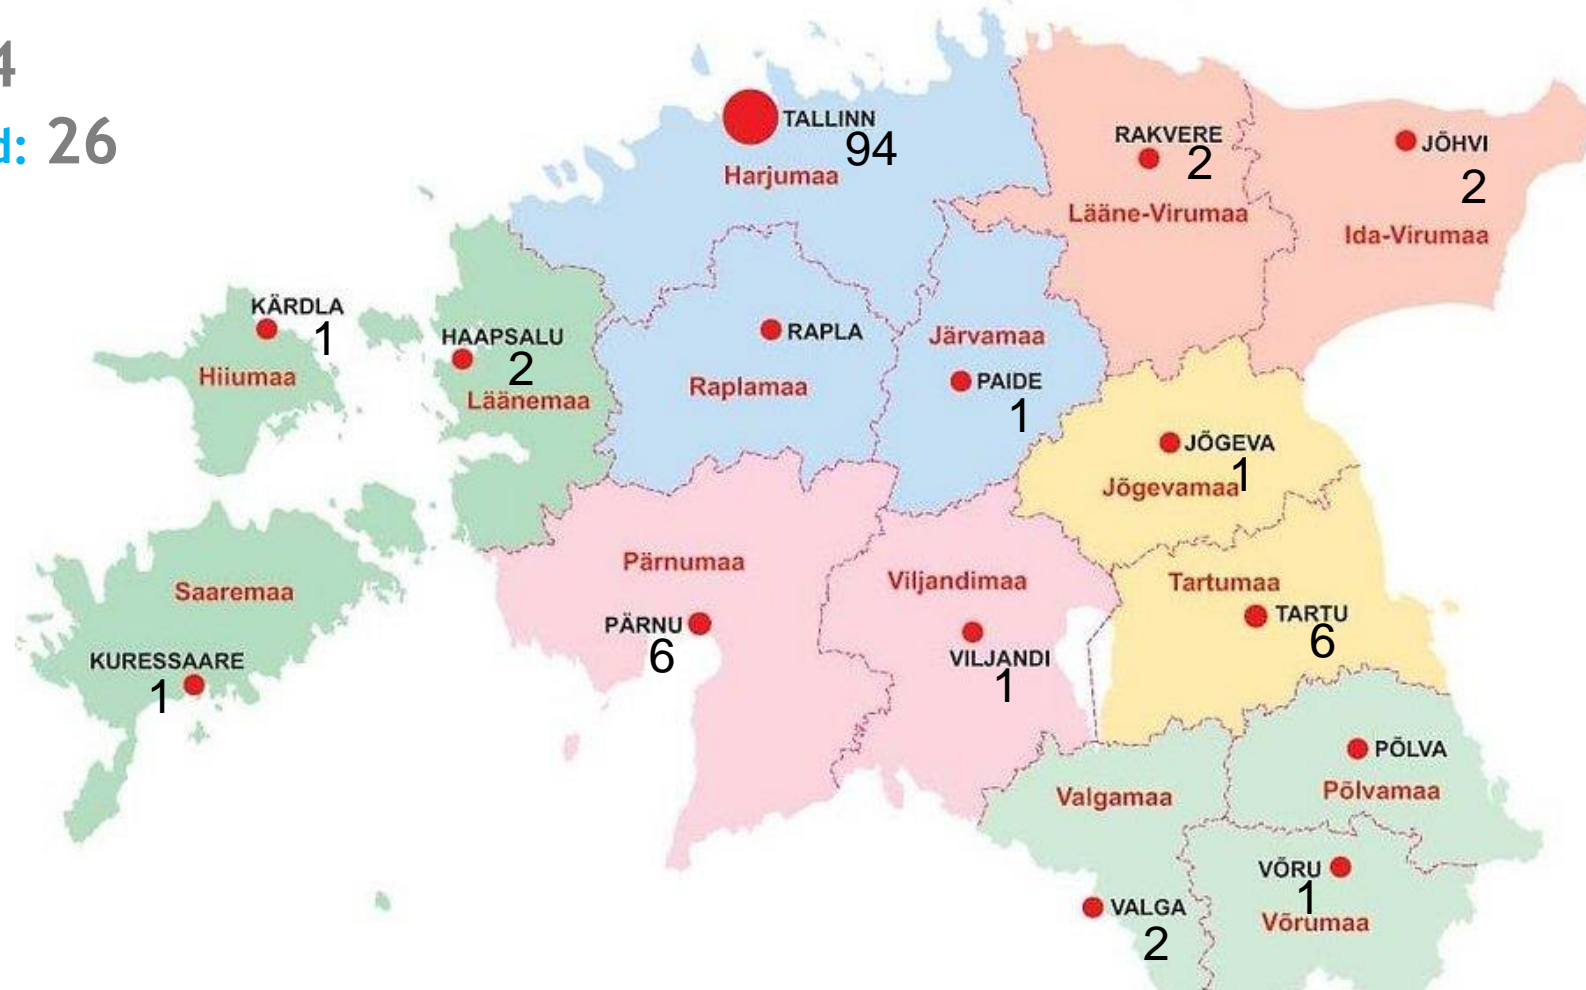 4
d: 26
TALLINN
94
Harjumaa
RAKVERE
2
Lääne-Virumaa
JÕHVI
2
Ida-Virumaa
KÄRDLA
1
Hiiumaa
HAAPSALU
2
Läänemaa
RAPLA
Raplamaa
Järvamaa
PAIDE
1
JÕGEVA
1
Jõgevamaa
Saaremaa
KURESSAARE
1
Pärnumaa
PÄRNU
6
Viljandimaa
VILJANDI
1
Tartumaa
TARTU
6
PÕLVA
Põlvamaa
Valgamaa
VALGA
2
VÕRU
1
Võrumaa